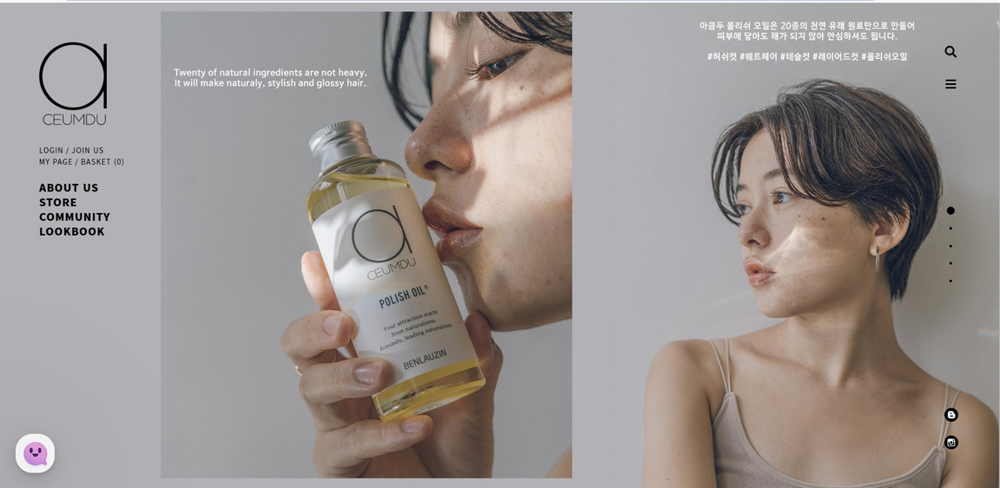 a
CEUMDU
LOGIN / JOIN US
MY PAGE / BASKET (0)
ABOUT US
STORE
COMMUNITY
LOOKBOOK
Twenty of natural ingredients are not heavy.
It will make naturaly, stylish and glossy hair.
a
CEUMDU
POLISH OIL®
Your attraction starts
from naturalness.
Aceumdu, leading naturalness.
BENLAUZIN
아큼두 폴리쉬 오일은 20종의 천연 유래 원료만으로 만들어
피부에 닿아도 해가 되지 않아 안심하셔도 됩니다.
#허쉬컷 #웨트헤어 #테슬컷 #레이어드컷 #폴리쉬오일